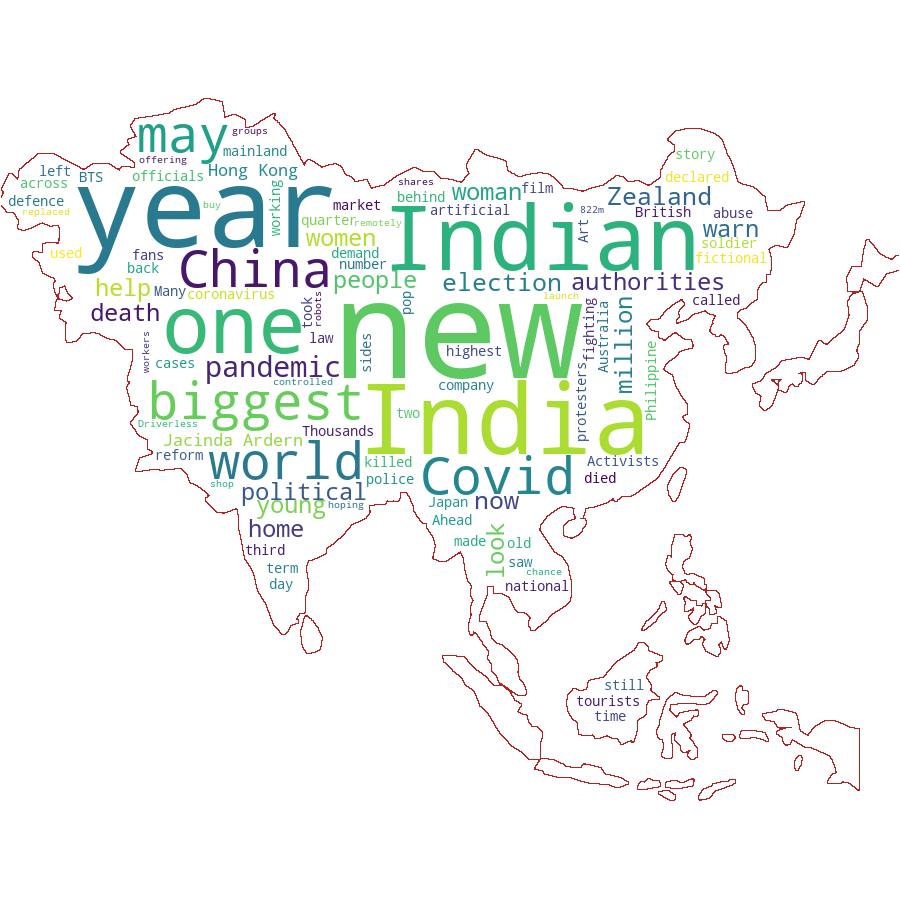 groups
may
mainland
offering
story
left
BTS
officials
Hong Kong
across
defence
replaced
year
buy
working
market
shares
behind
woman
film
artificial
822m
Zealand
declared
British
abuse
Art
warn
soldier
fictional
used
fans
back
quarter
remotely
women
demand
number
Indian
China
people
election
authorities
called
help
Many
coronavirus
death
one
took
robots
law
pop
new
launch
fighting
Australia
million
workers
cases
pandemic
sides
highest
controlled
company
protesters
Philippine
biggest
Driverless
two
India
Jacinda Ardern
Thousands
reform
world
killed
police
Covid
Activists
died
shop
political
young
hoping
Japan
now
home
Ahead
look
made
old
third
term
day
saw
chance
national
still
tourists
time